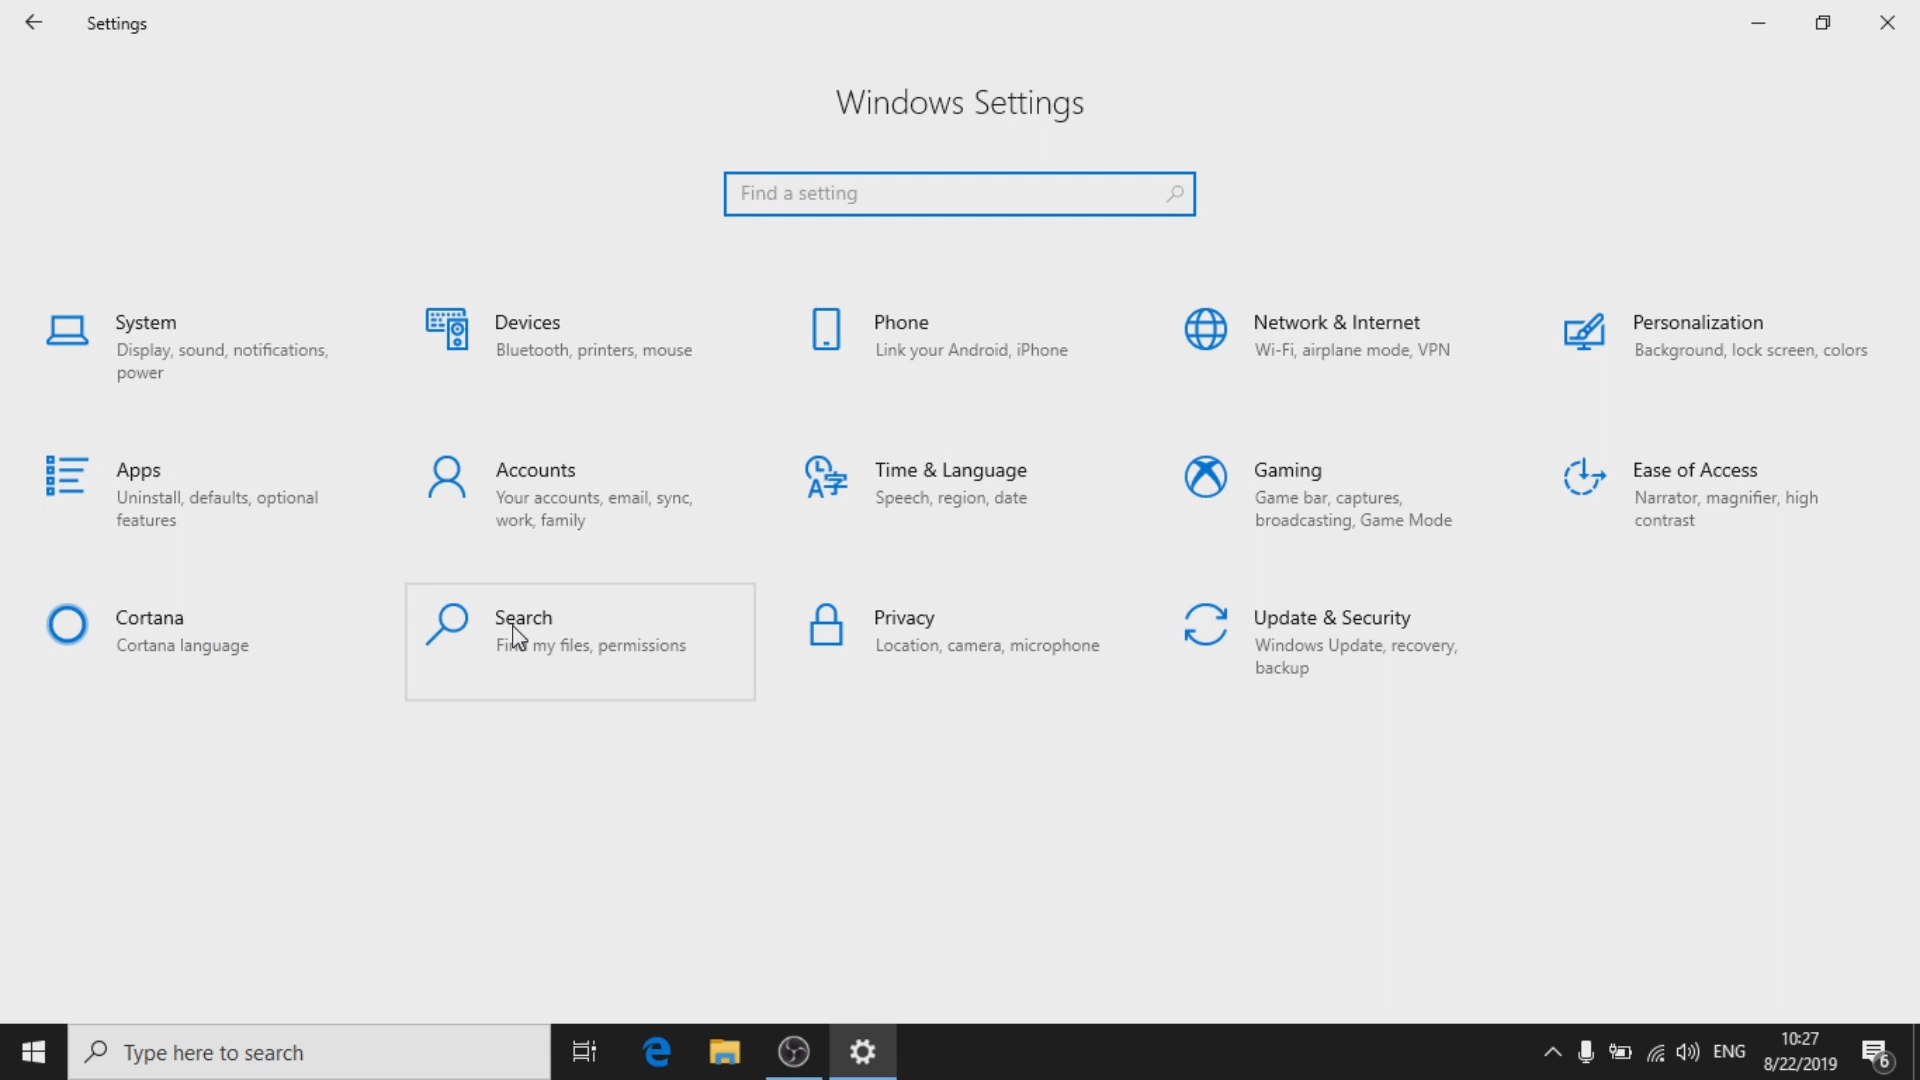 Settings
Windows Settings
Find a setting
System
Display, sound, notifications,
power
Devices
Bluetooth, printers, mouse
Phone
Link your Android, iPhone
Network & Internet
Wi-Fi, airplane mode, VPN
Personalization
Background, lock screen, colors
Apps
Uninstall, defaults, optional
features
Accounts
Your accounts, email, sync,
work, family
Time & Language
Speech, region, date
Gaming
Game bar, captures,
broadcasting, Game Mode
Ease of Access
Narrator, magnifier, high
contrast
Cortana
Cortana language
Search
Find my files, permissions
Privacy
Location, camera, microphone
Update & Security
Windows Update, recovery,
backup
Type here to search
ENG
10:27
8/22/2019
6